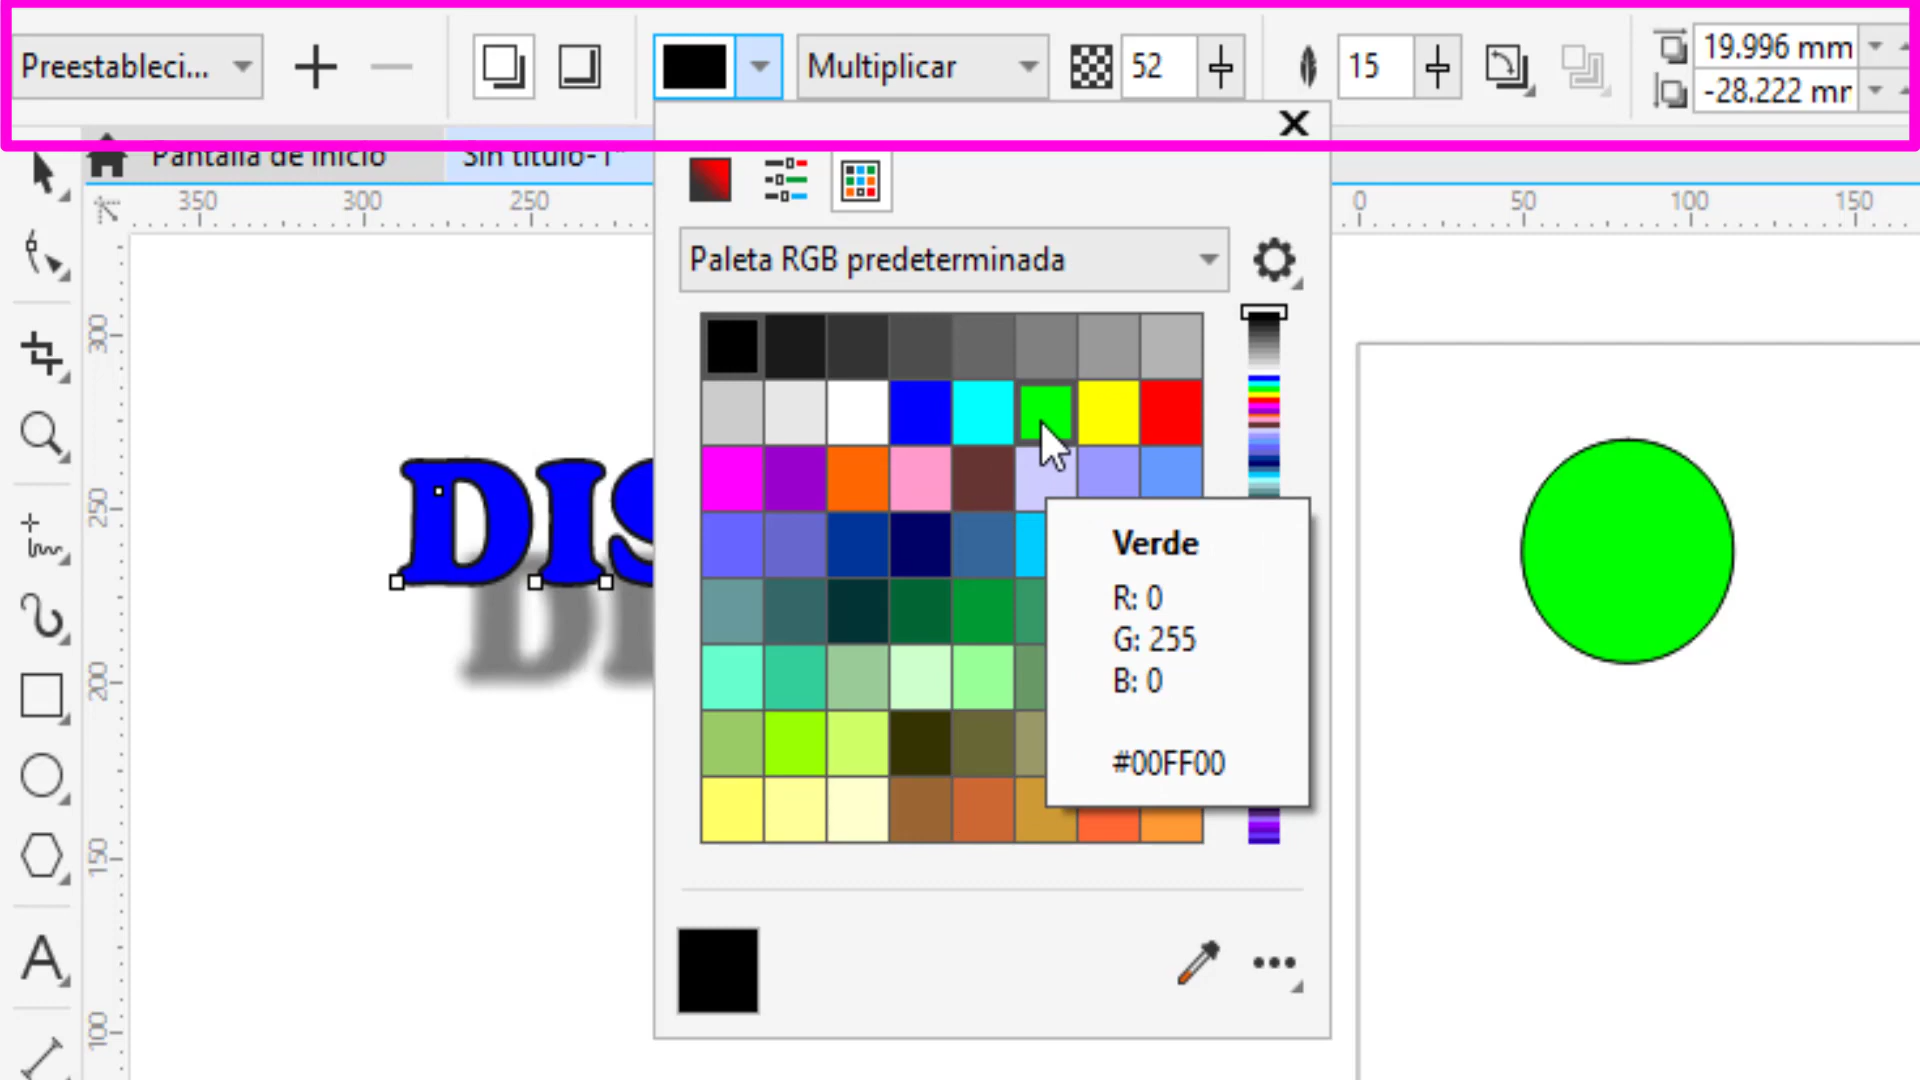 Preestableci...
Multiplicar
52
15
19.996 mm
-28.222 mr
Pantalla de inicio
Sin título-1*
350
300
250
0
50
100
150
Paleta RGB predeterminada
300
250
200
150
100
DIS
DI
Verde
R: 0
G: 255
B: 0
#00FF00